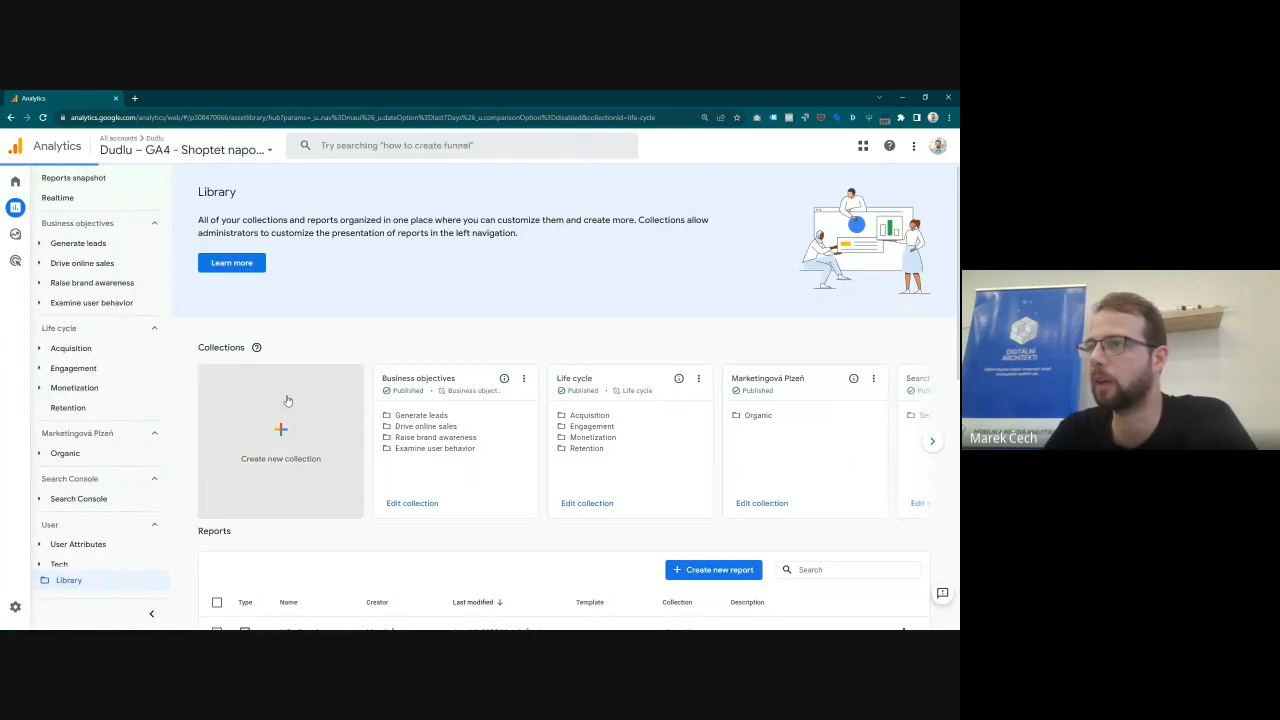 Analytics
analytics.google.com/analytics/web/#/p308470066/assetlibrary/hub?params=_u..nav%3Dmaui%26_u.dateOption%3Dlast7Days%26_u.comparisonOption%3Ddisabled&collectionId=life-cycle
Analytics
All accounts > Dudlu
Dudlu – GA4 - Shoptet napo...
Try searching "how to create funnel"
Reports snapshot
Realtime
Business objectives
Generate leads
Drive online sales
Raise brand awareness
Examine user behavior
Life cycle
Acquisition
Engagement
Monetization
Retention
Marketingová Plzeň
Organic
Search Console
Search Console
User
User Attributes
Tech
Library
Library
All of your collections and reports organized in one place where you can customize them and create more. Collections allow
administrators to customize the presentation of reports in the left navigation.
Learn more
Collections
Create new collection
Business objectives
Published • Business object...
Generate leads
Drive online sales
Raise brand awareness
Examine user behavior
Edit collection
Life cycle
Published • Life cycle
Acquisition
Engagement
Monetization
Retention
Edit collection
Marketingová Plzeň
Published
Organic
Edit collection
Reports
Create new report
Search
Type Name Creator Last modified Template Collection Description
DIGITÁLNÍ
ARCHITEKTI
Marek Čech